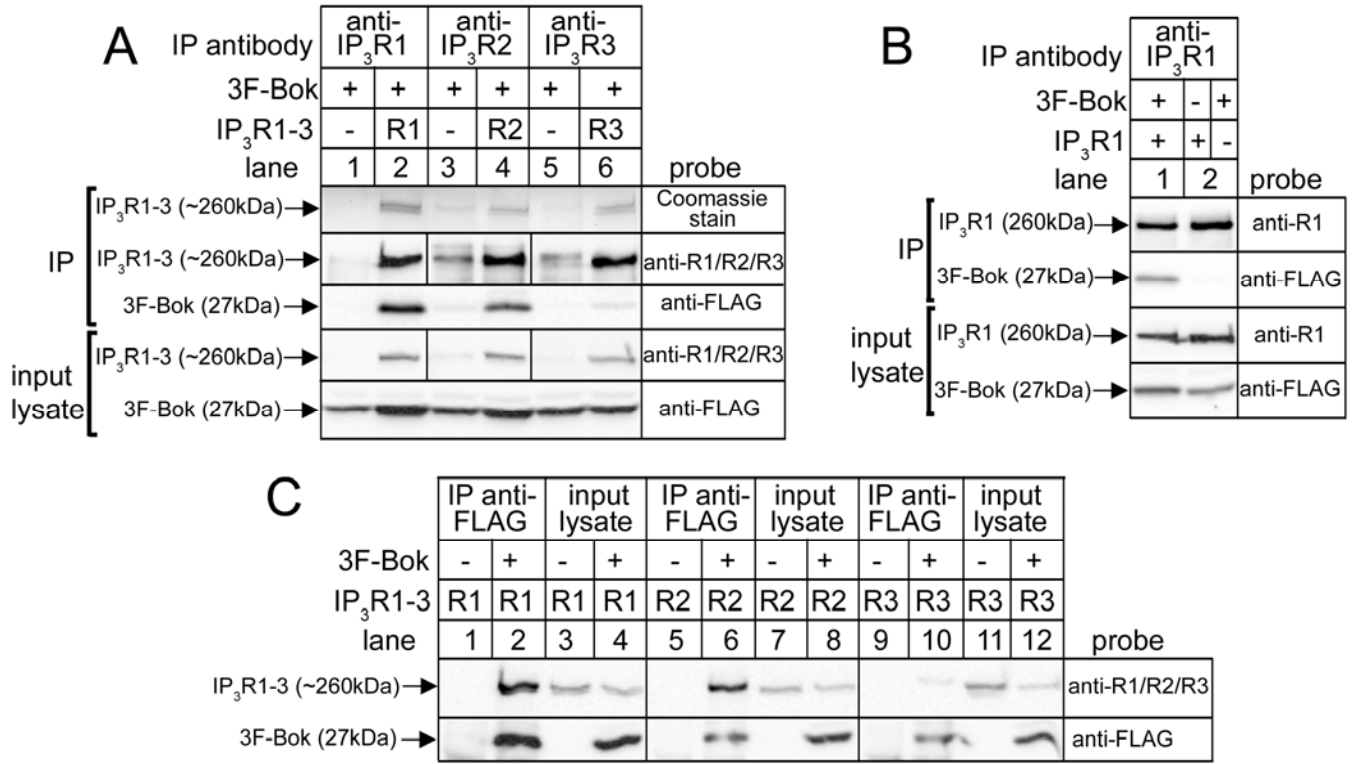 A
IP antibody
anti-
IP₃R1
anti-
IP₃R2
anti-
IP₃R3
3F-Bok + + + + + +
IP₃R1-3 - R1 - R2 - R3
lane 1 2 3 4 5 6 probe
IP
IP₃R1-3 (~260kDa) Coomassie
stain
IP₃R1-3 (~260kDa) anti-R1/R2/R3
3F-Bok (27kDa) anti-FLAG
input
lysate
IP₃R1-3 (~260kDa) anti-R1/R2/R3
3F-Bok (27kDa) anti-FLAG
B
IP antibody
anti-
IP₃R1
3F-Bok + - +
IP₃R1 + + -
lane 1 2 probe
IP
IP₃R1 (260kDa) anti-R1
3F-Bok (27kDa) anti-FLAG
input
lysate
IP₃R1 (260kDa) anti-R1
3F-Bok (27kDa) anti-FLAG
C
IP anti-
FLAG
input
lysate
IP anti-
FLAG
input
lysate
IP anti-
FLAG
input
lysate
3F-Bok - + - + - + - + - + - +
IP₃R1-3 R1 R1 R1 R1 R2 R2 R2 R2 R3 R3 R3 R3
lane 1 2 3 4 5 6 7 8 9 10 11 12 probe
IP₃R1-3 (~260kDa) anti-R1/R2/R3
3F-Bok (27kDa) anti-FLAG